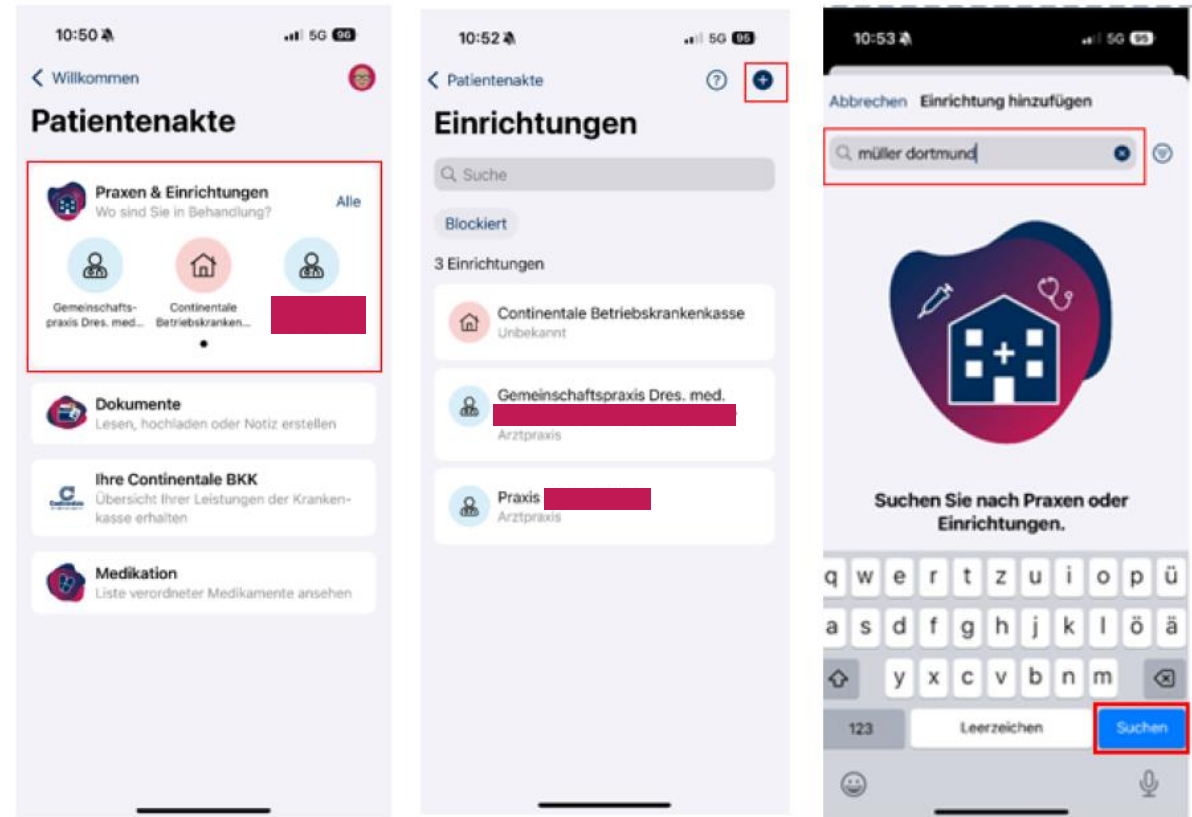 10:50
5G 96
Willkommen
Patientenakte
Praxen & Einrichtungen
Wo sind Sie in Behandlung?
Alle
Gemeinschafts-
praxis Dres. med...
Continentale
Betriebskranken...
Dokumente
Lesen, hochladen oder Notiz erstellen
Ihre Continentale BKK
Übersicht Ihrer Leistungen der Kranken-
kasse erhalten
Medikation
Liste verordneter Medikamente ansehen
10:52
5G 95
Patientenakte
?
Einrichtungen
Suche
Blockiert
3 Einrichtungen
Continentale Betriebskrankenkasse
Unbekannt
Gemeinschaftspraxis Dres. med.
Arztpraxis
Praxis
Arztpraxis
10:53
5G 95
Abbrechen Einrichtung hinzufügen
müller dortmund
Suchen Sie nach Praxen oder
Einrichtungen.
q w e r t z u i o p ü
a s d f g h j k l ö ä
y x c v b n m
123 Leerzeichen Suchen